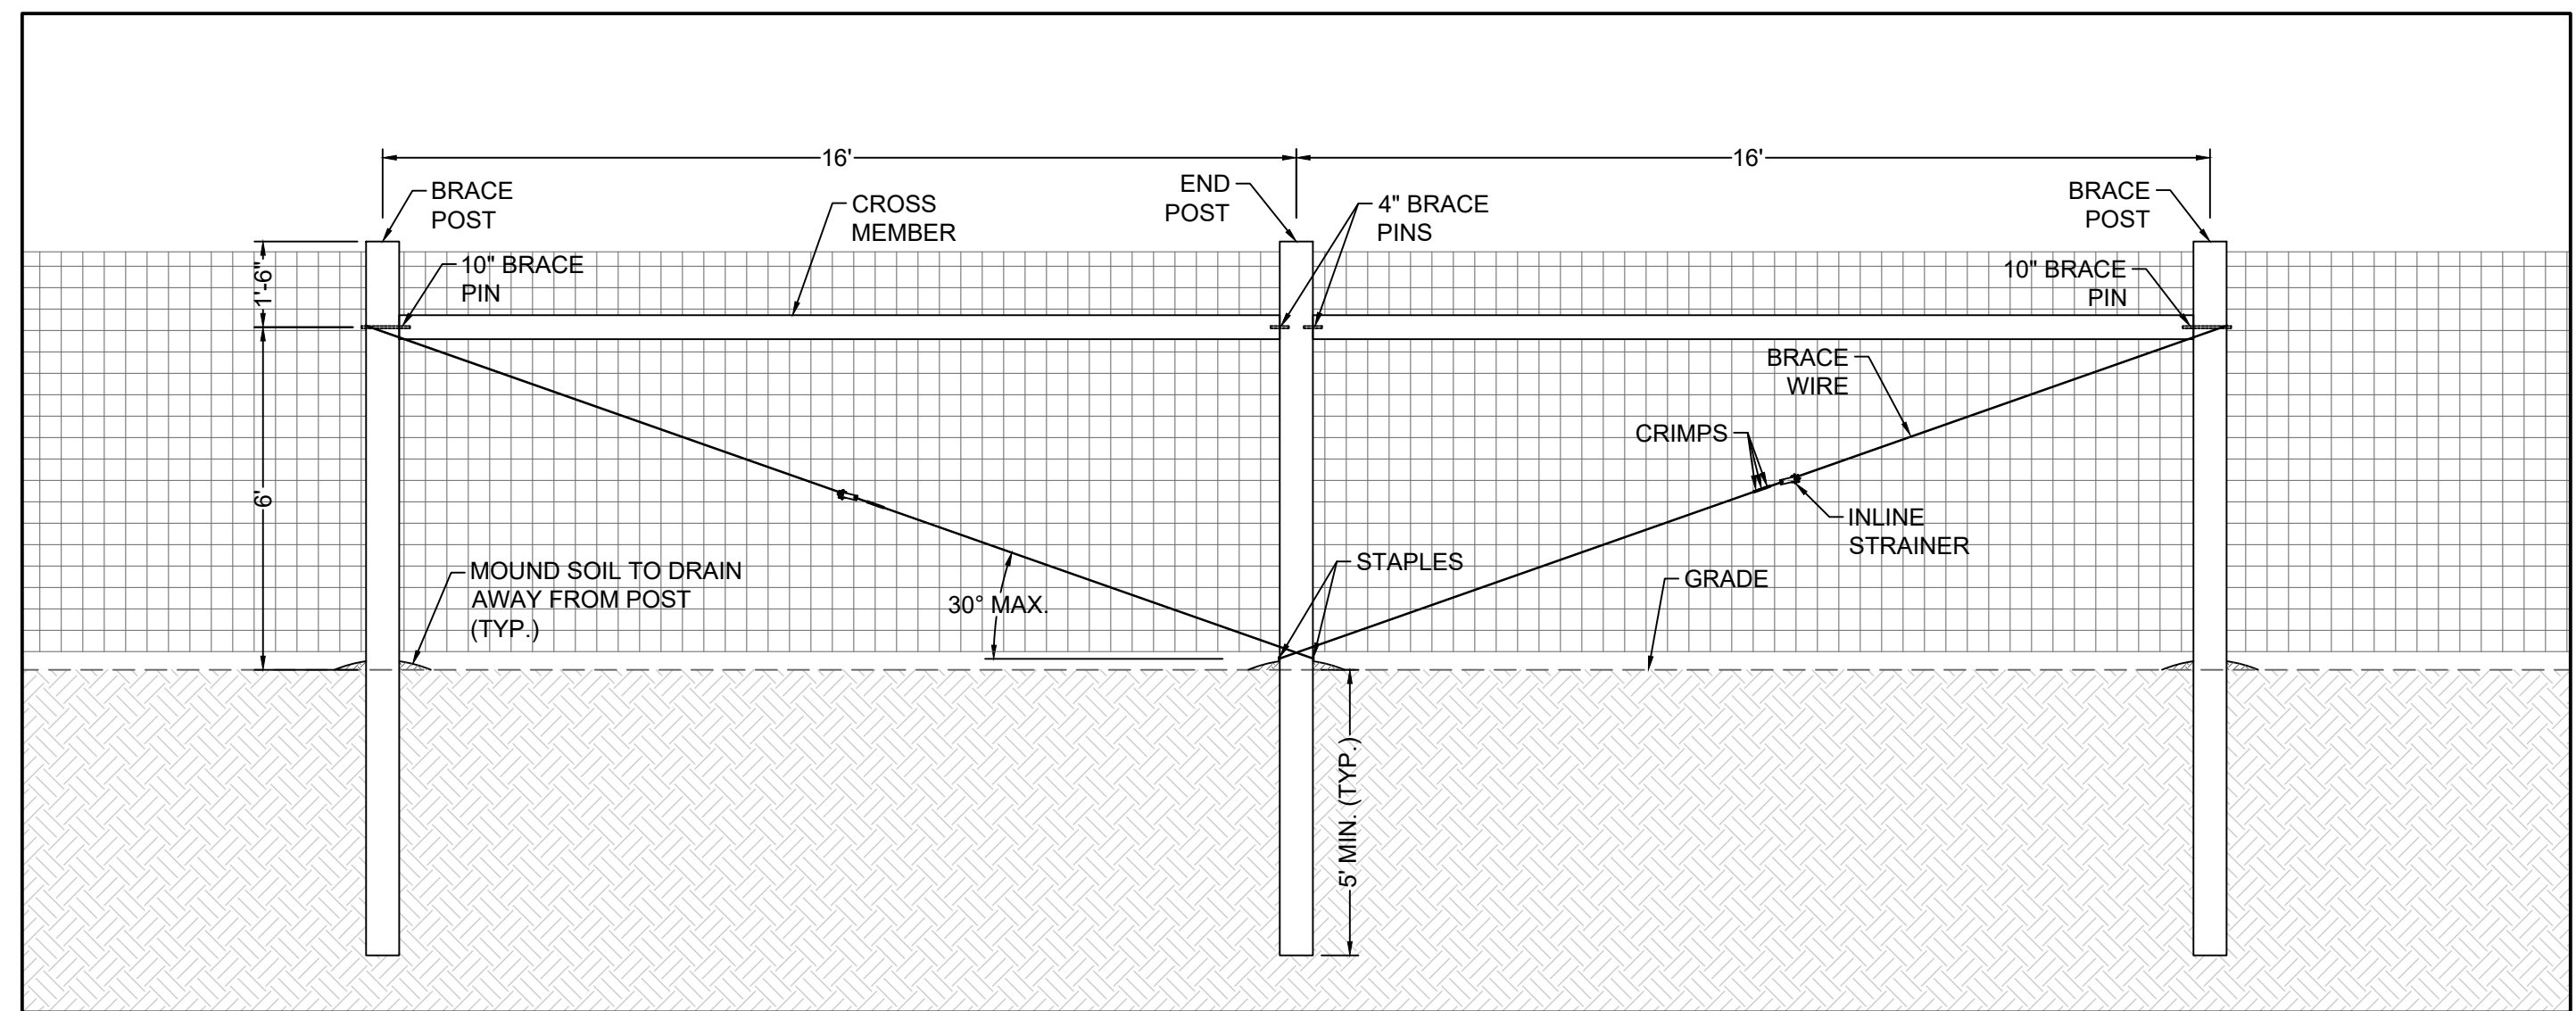 16'
16'
BRACE
POST
CROSS
MEMBER
END
POST
4" BRACE
PINS
BRACE
POST
1'-6"
10" BRACE
PIN
10" BRACE
PIN
BRACE
WIRE
CRIMPS
6'
INLINE
STRAINER
MOUND SOIL TO DRAIN
AWAY FROM POST
(TYP.)
30° MAX.
STAPLES
GRADE
5' MIN. (TYP.)